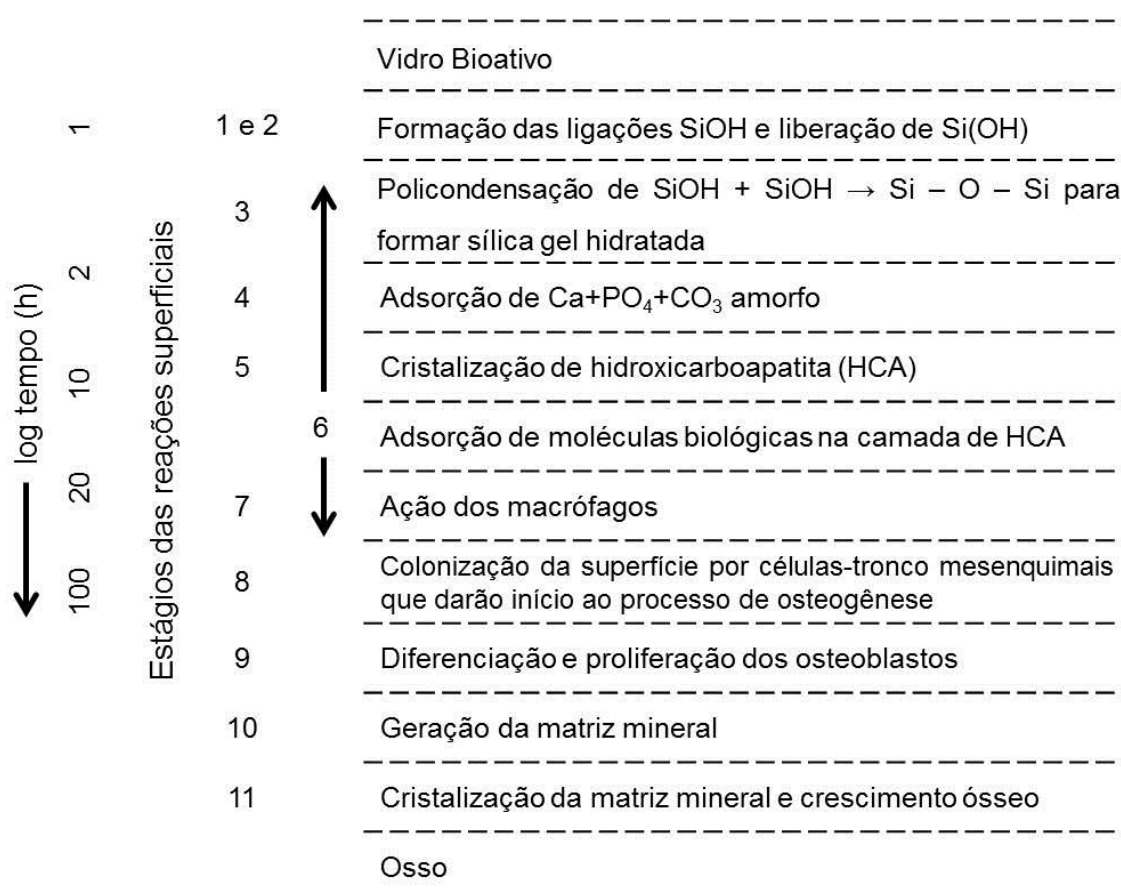 Vidro Bioativo
1
1 e 2
Formação das ligações SiOH e liberação de Si(OH)
3
Policondensação de SiOH + SiOH → Si – O – Si para
formar sílica gel hidratada
2
4
Adsorção de Ca+PO₄+CO₃ amorfo
10
5
Cristalização de hidroxicarboapatita (HCA)
6
Adsorção de moléculas biológicas na camada de HCA
20
7
Ação dos macrófagos
100
8
Colonização da superfície por células-tronco mesenquimais
que darão início ao processo de osteogênese
9
Diferenciação e proliferação dos osteoblastos
10
Geração da matriz mineral
11
Cristalização da matriz mineral e crescimento ósseo
Osso
log tempo (h)
Estágios das reações superficiais